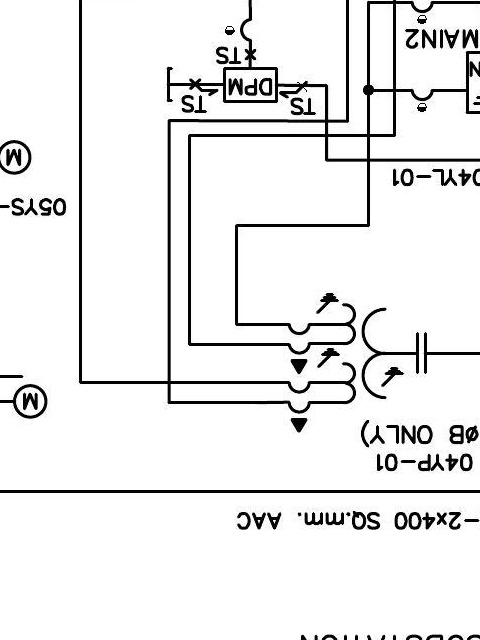 -2x400 SQ.mm. AAC
04YP-01
ØB ONLY)
M
05YS-
M
04YL-01
TS
TS
DPM
TS
MAIN2